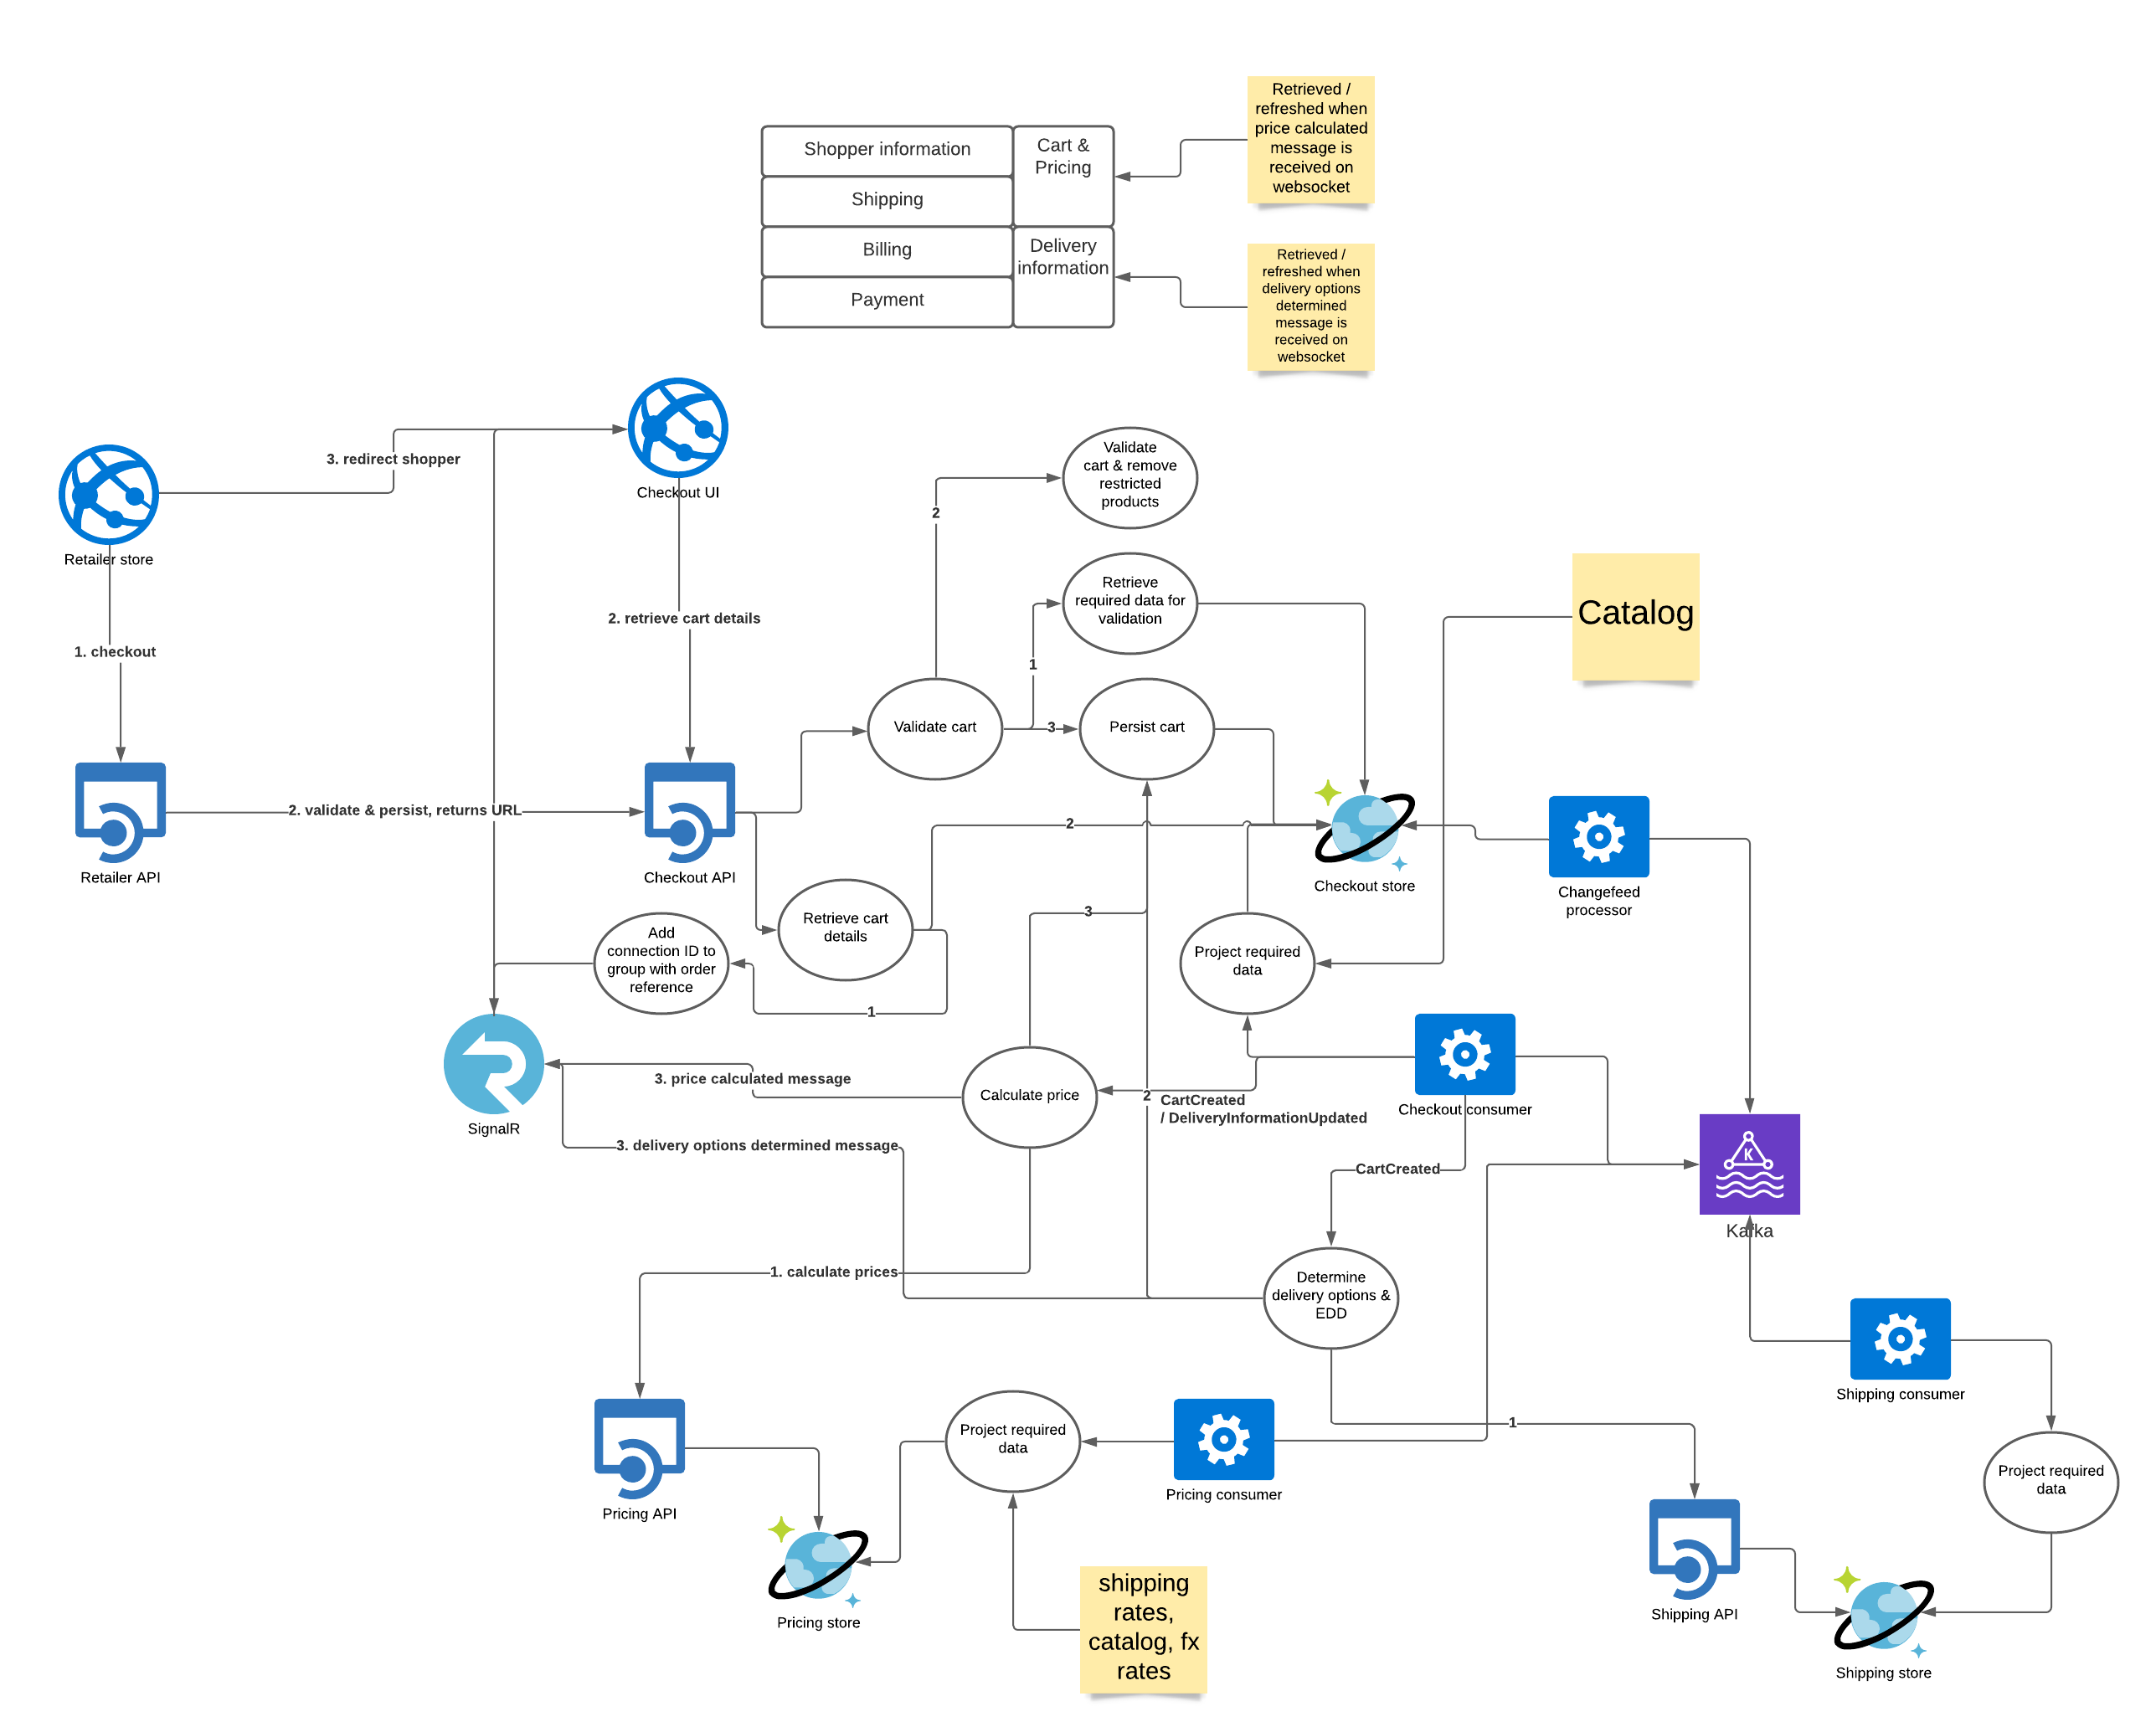 Retrieved /
refreshed when
price calculated
message is
received on
websocket
Shopper information
Cart &
Pricing
Shipping
Billing
Delivery
information
Payment
Retrieved /
refreshed when
delivery options
determined
message is
received on
websocket
3. redirect shopper
Checkout UI
Retailer store
Validate
cart & remove
restricted
products
2
Retrieve
required data for
validation
Catalog
2. retrieve cart details
1. checkout
1
Validate cart
3
Persist cart
2. validate & persist, returns URL
2
Retailer API
Checkout API
Checkout store
Changefeed
processor
Retrieve cart
details
3
Add
connection ID to
group with order
reference
Project required
data
1
3. price calculated message
Calculate price
2
CartCreated
/ DeliveryInformationUpdated
Checkout consumer
SignalR
3. delivery options determined message
CartCreated
Kafka
1. calculate prices
Determine
delivery options &
EDD
Shipping consumer
1
Project required
data
Project required
data
Pricing consumer
Pricing API
shipping
rates,
catalog, fx
rates
Shipping API
Pricing store
Shipping store